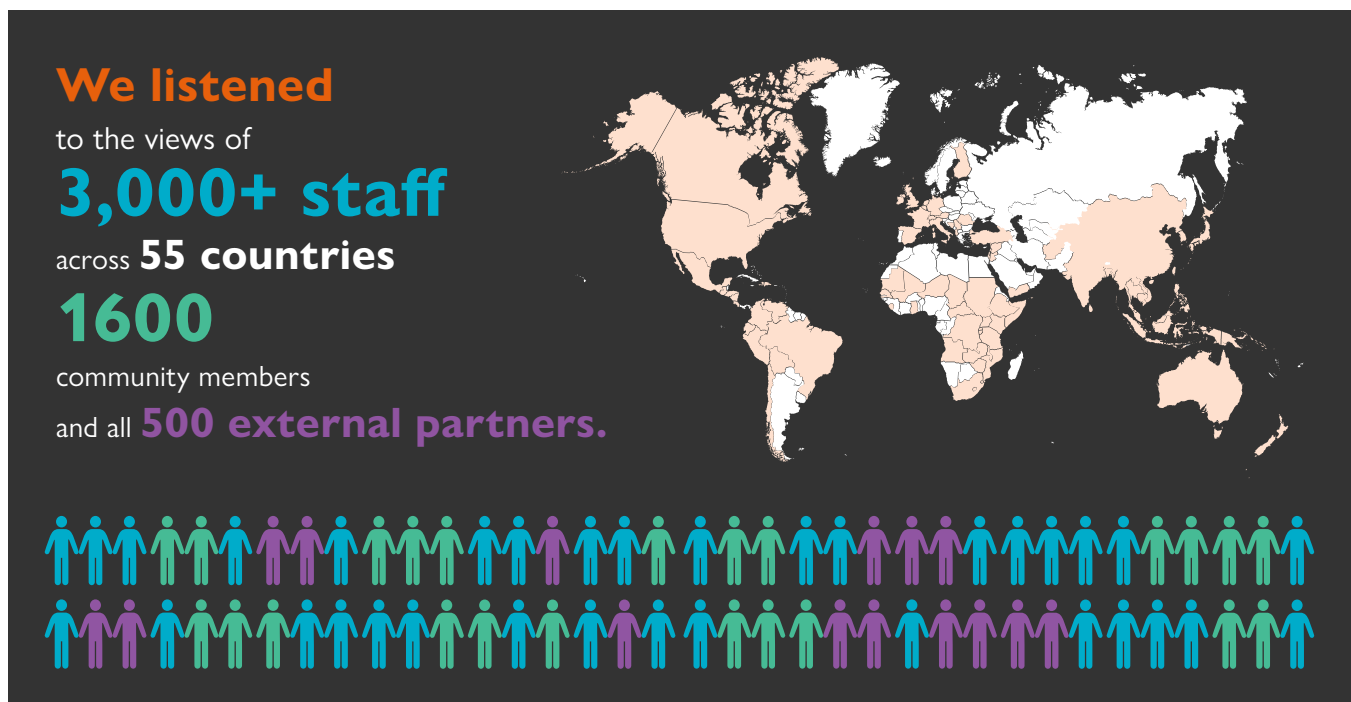 We listened
to the views of
3,000+ staff
across 55 countries
1600
community members
and all 500 external partners.